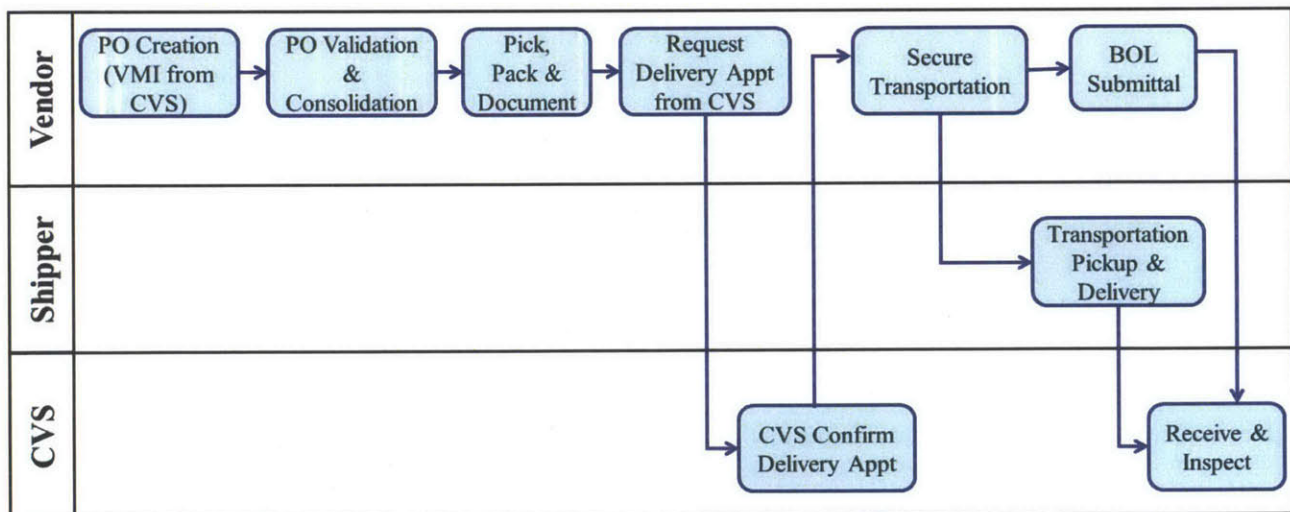 Vendor
PO Creation
(VMI from
CVS)
PO Validation
&
Consolidation
Pick,
Pack &
Document
Request
Delivery Appt
from CVS
Secure
Transportation
BOL
Submittal
Shipper
Transportation
Pickup &
Delivery
CVS
CVS Confirm
Delivery Appt
Receive &
Inspect